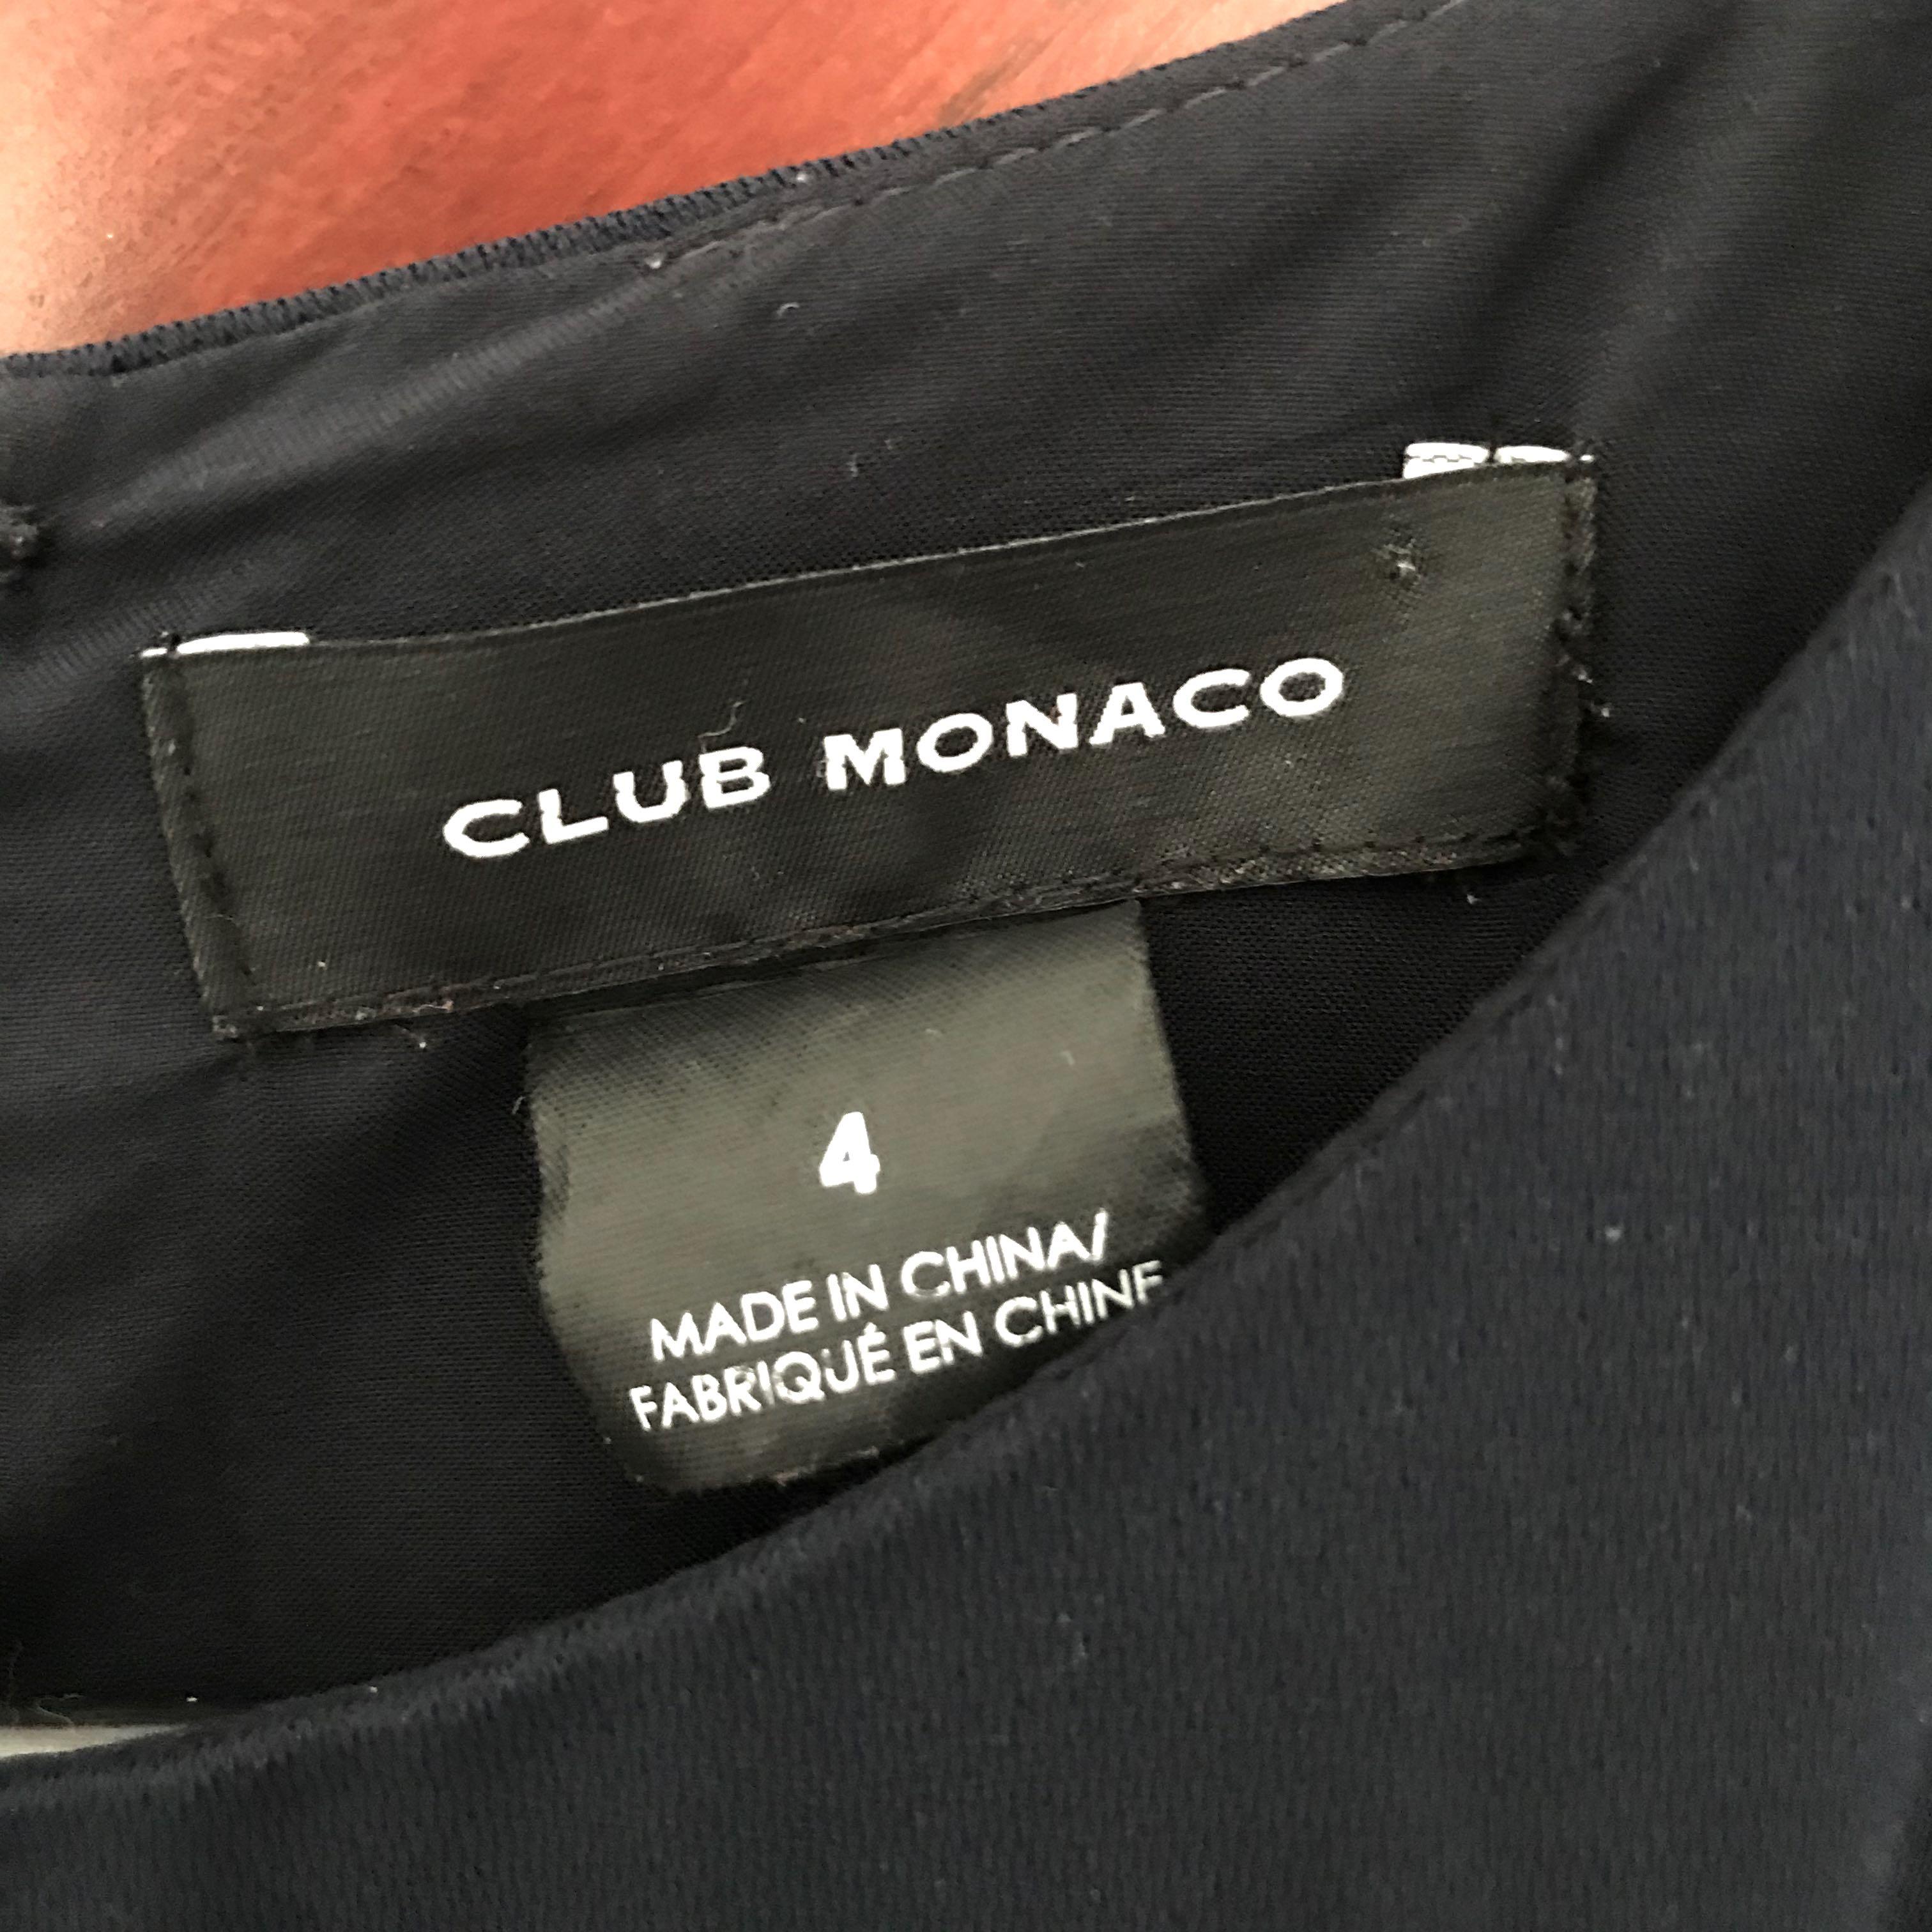 CLUB MONACO
4
MADE IN CHINA/
FABRIQUÉ EN CHINE